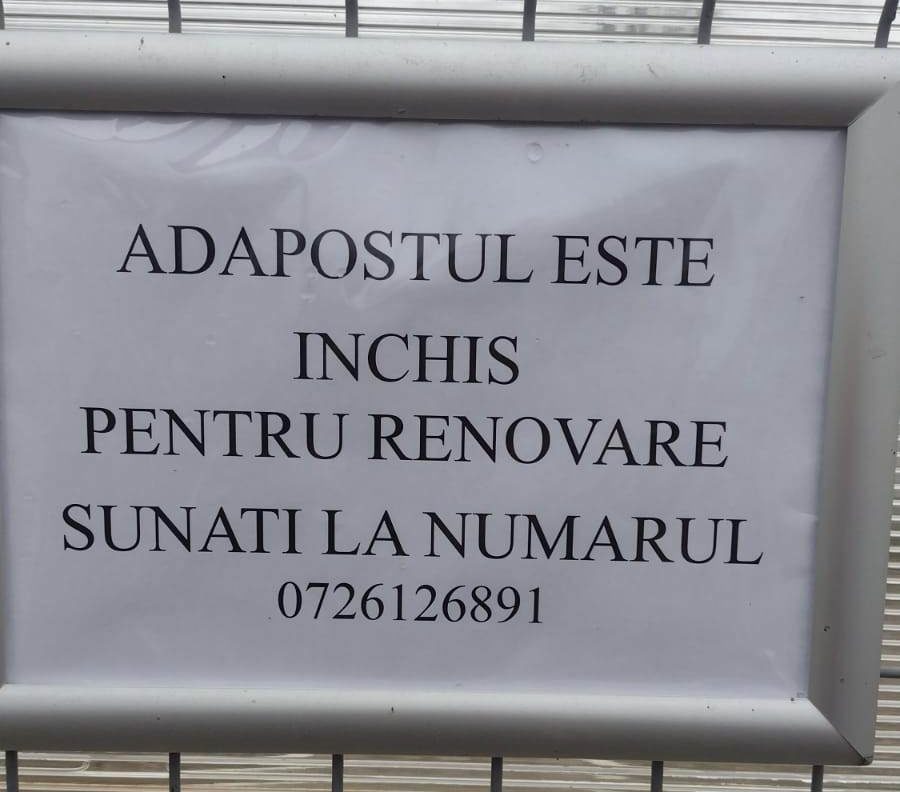 ADAPOSTUL ESTE
INCHIS
PENTRU RENOVARE
SUNATI LA NUMARUL
0726126891